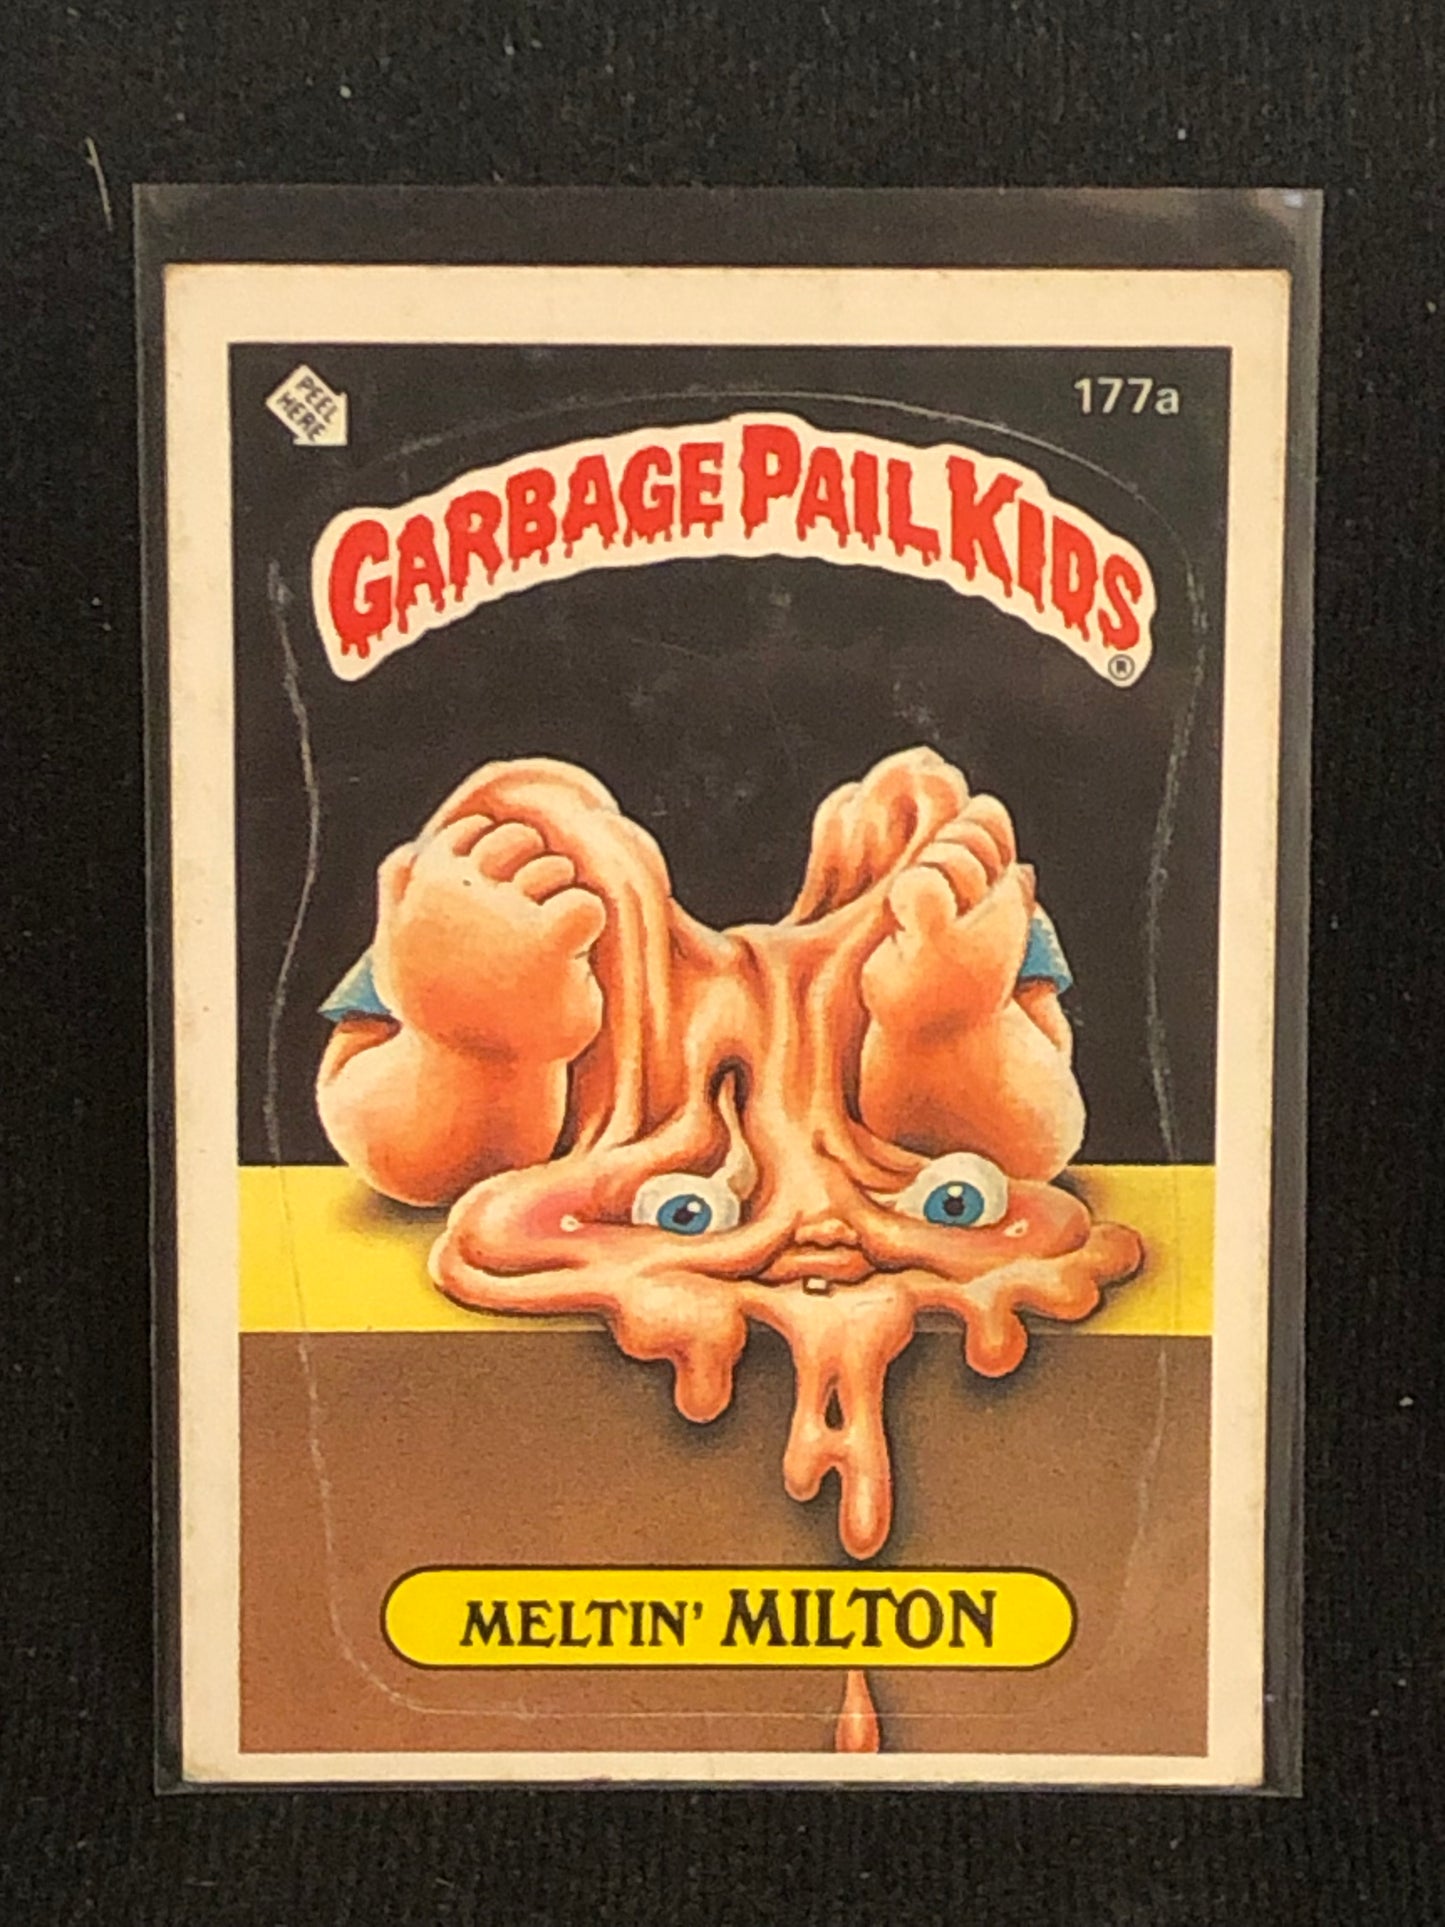 PEEL
HERE
177a
GARBAGE PAIL KIDS
®
MELTIN' MILTON